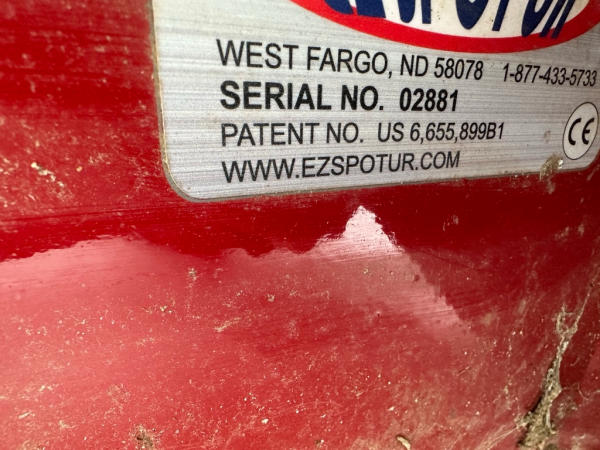 WEST FARGO, ND 58078 1-877-433-5733
SERIAL NO. 02881
PATENT NO. US 6,655,899B1
CE
WWW.EZSPOTUR.COM